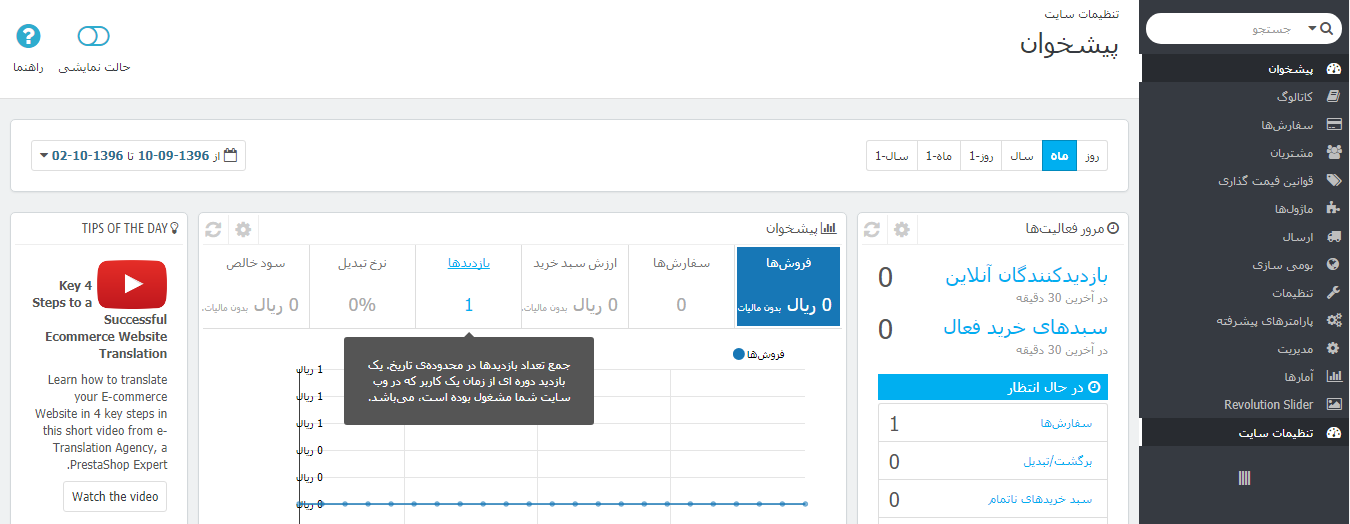 جستجو
پیشخوان
کاتالوگ
سفارش‌ها
مشتریان
قوانین قیمت گذاری
ماژول‌ها
ارسال
بومی سازی
تنظیمات
پارامترهای پیشرفته
مدیریت
آمارها
Revolution Slider
تنظیمات سایت
تنظیمات سایت
پیشخوان
حالت نمایشی
راهنما
روز
ماه
سال
روز-1
ماه-1
سال-1
از 1396-09-10 تا 1396-10-02
مرور فعالیت‌ها
بازدیدکنندگان آنلاین 0
در آخرین 30 دقیقه
سبدهای خرید فعال 0
در آخرین 30 دقیقه
در حال انتظار
سفارش‌ها 1
برگشت/تبدیل 0
سبد خریدهای ناتمام 0
پیشخوان
فروش‌ها
0 ریال بدون مالیات
سفارش‌ها
0
ارزش سبد خرید
0 ریال بدون مالیات.
بازدیدها
1
نرخ تبدیل
0%
سود خالص
0 ریال بدون مالیات.
جمع تعداد بازدیدها در محدوده‌ی تاریخ. یک
بازدید دوره ای از زمان یک کاربر که در وب
سایت شما مشغول بوده است، می‌باشد.
فروش‌ها
1 ریال
1 ریال
1 ریال
0 ریال
0 ریال
0 ریال
TIPS OF THE DAY
Key 4
Steps to a
Successful
Ecommerce Website
Translation
Learn how to translate
your E-commerce
Website in 4 key steps in
this short video from e-
Translation Agency, a
.PrestaShop Expert
Watch the video